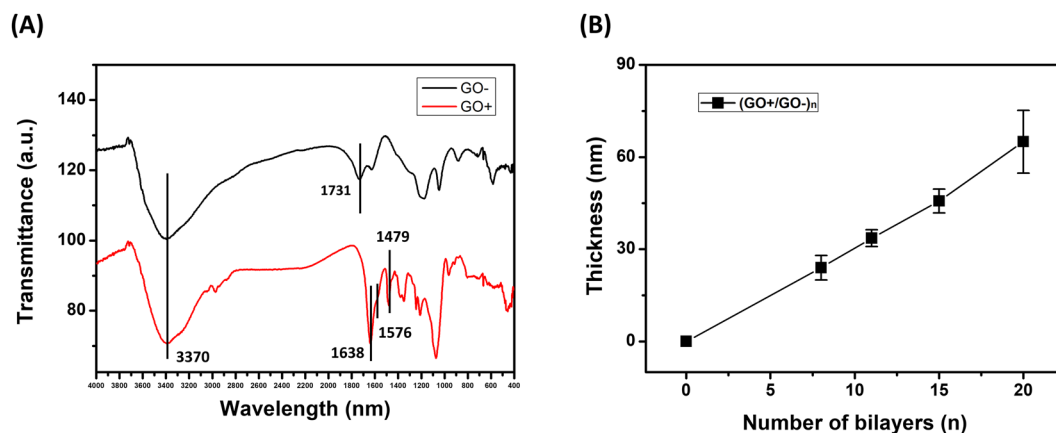 (A)
(B)
Transmittance (a.u.)
140
120
100
80
GO-
GO+
1731
1479
3370
1638
1576
4000 3800 3600 3400 3200 3000 2800 2600 2400 2200 2000 1800 1600 1400 1200 1000 800 600 400
Wavelength (nm)
Thickness (nm)
90
60
30
0
(GO+/GO-)n
0 5 10 15 20
Number of bilayers (n)